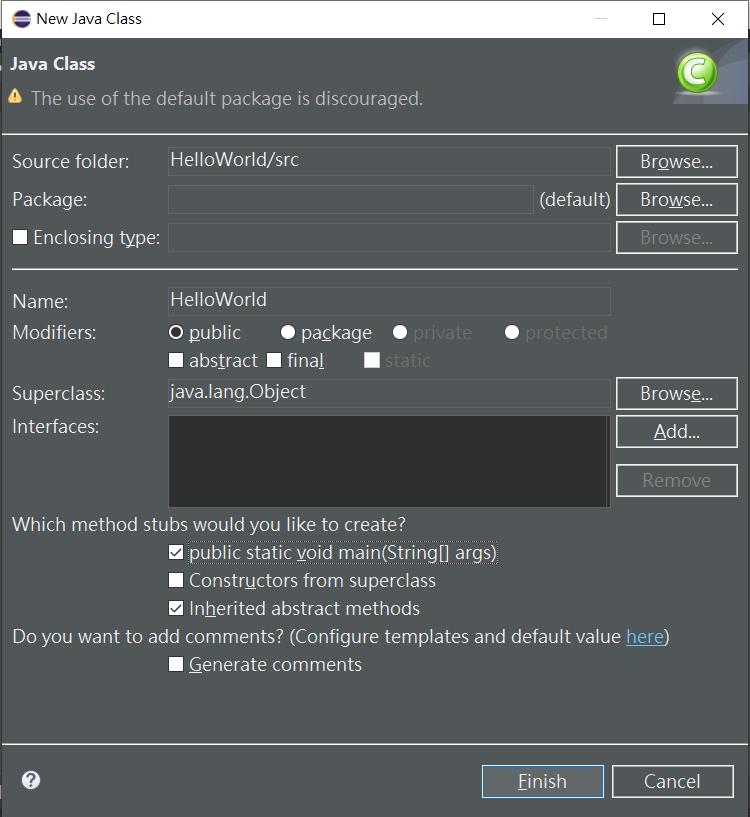 New Java Class
Java Class
The use of the default package is discouraged.
Source folder: HelloWorld/src Browse...
Package: (default) Browse...
Enclosing type: Browse...
Name: HelloWorld
Modifiers: public package private protected
abstract final static
Superclass: java.lang.Object Browse...
Interfaces: Add...
Remove
Which method stubs would you like to create?
public static void main(String[] args)
Constructors from superclass
Inherited abstract methods
Do you want to add comments? (Configure templates and default value here)
Generate comments
? Finish Cancel